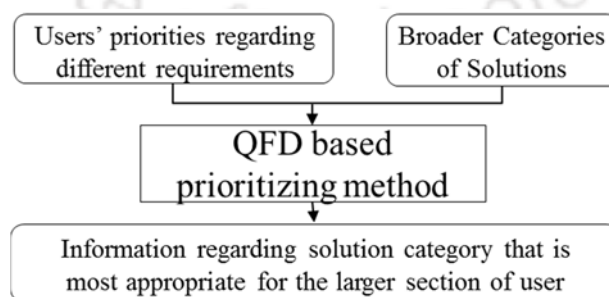 Users’ priorities regarding
different requirements
Broader Categories
of Solutions
QFD based
prioritizing method
Information regarding solution category that is
most appropriate for the larger section of user